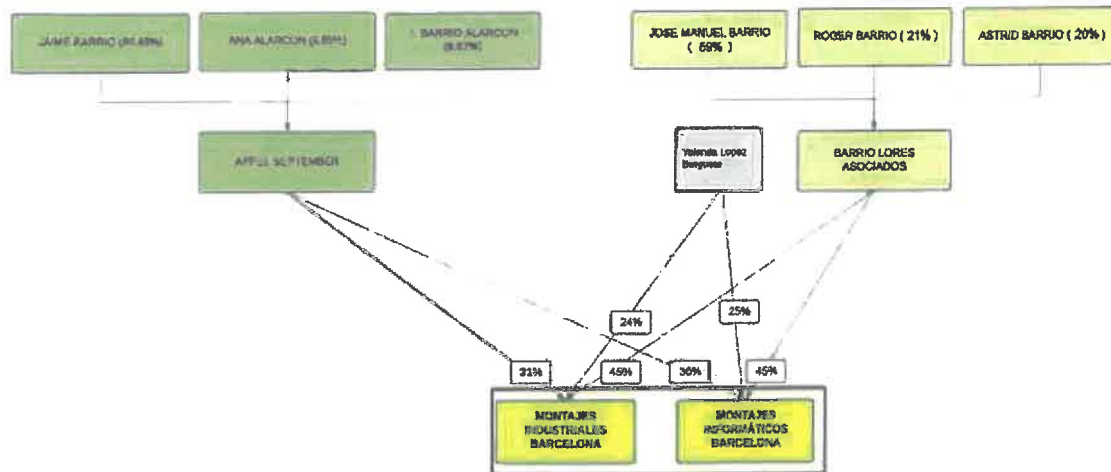 JAIME BARRIO
ANA ALARCON
BARRIO ALARCON
JOSE MANUEL BARRIO
( 59% )
ROGER BARRIO ( 21% )
ASTRID BARRIO ( 20% )
SEPTEMBER
Yolanda Lopez
BARRIO LORES
ASOCIADOS
24%
25%
31%
45%
30%
45%
MONTAJES
INDUSTRIALES
BARCELONA
MONTAJES
INFORMÁTICOS
BARCELONA